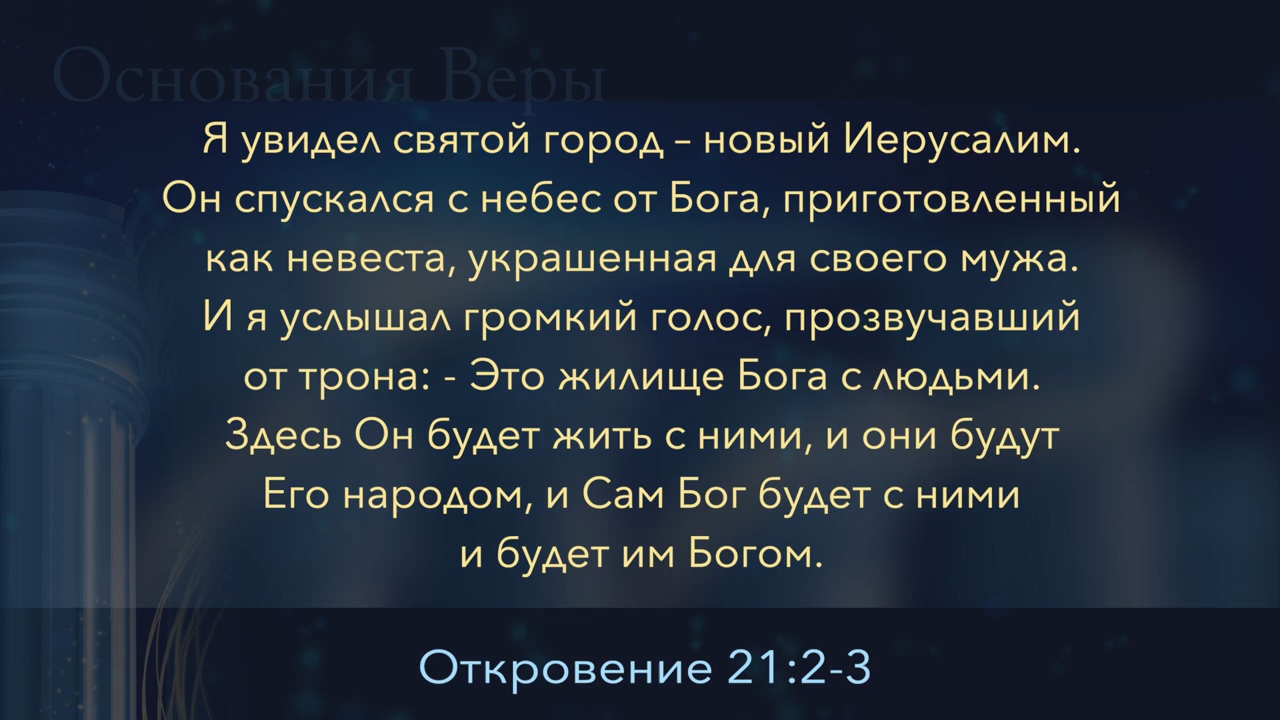 Основания Веры
Я увидел святой город – новый Иерусалим.
Он спускался с небес от Бога, приготовленный
как невеста, украшенная для своего мужа.
И я услышал громкий голос, прозвучавший
от трона: - Это жилище Бога с людьми.
Здесь Он будет жить с ними, и они будут
Его народом, и Сам Бог будет с ними
и будет им Богом.
Откровение 21:2-3